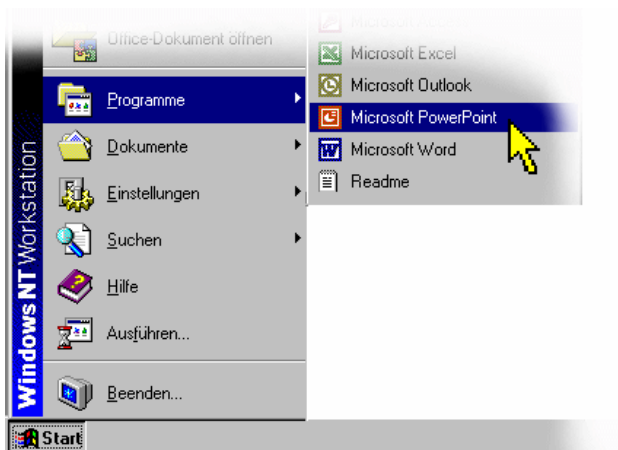 Office-Dokument öffnen
Programme
Dokumente
Einstellungen
Suchen
Hilfe
Ausführen...
Beenden...
Windows NT Workstation
Start
Microsoft Excel
Microsoft Outlook
Microsoft PowerPoint
Microsoft Word
Readme